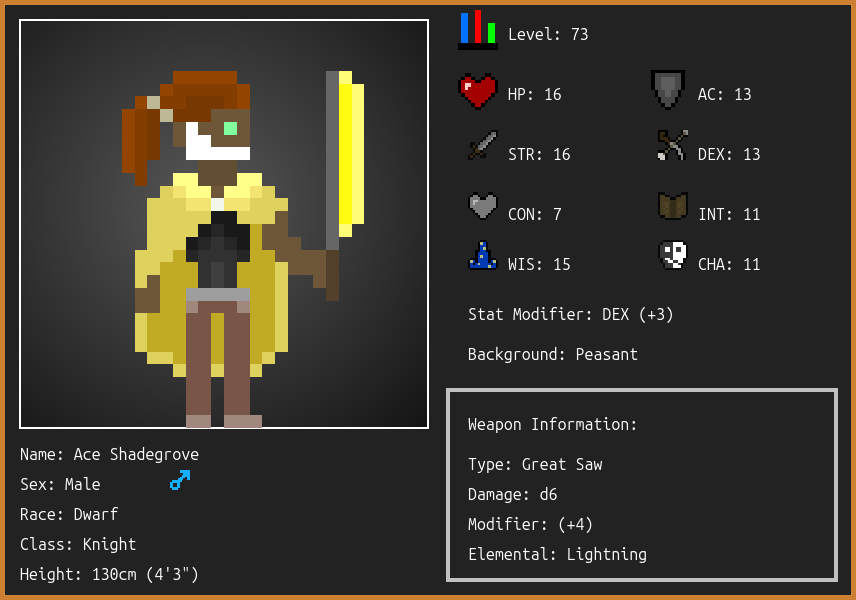 Level: 73
HP: 16
AC: 13
STR: 16
DEX: 13
CON: 7
INT: 11
WIS: 15
CHA: 11
Stat Modifier: DEX (+3)
Background: Peasant
Weapon Information:
Type: Great Saw
Damage: d6
Modifier: (+4)
Elemental: Lightning
Name: Ace Shadegrove
Sex: Male
Race: Dwarf
Class: Knight
Height: 130cm (4'3")